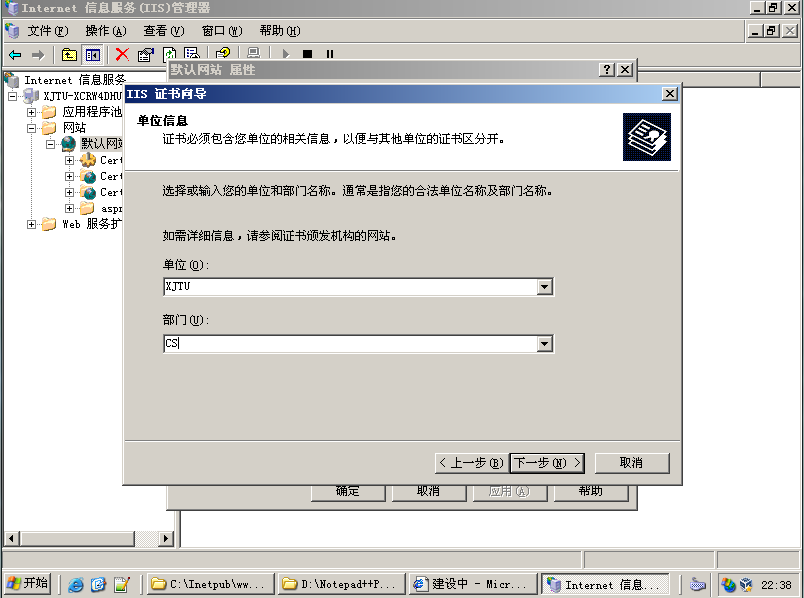 Internet 信息服务(IIS)管理器
文件(F) 操作(A) 查看(V) 窗口(W) 帮助(H)
默认网站 属性
Internet 信息服务
XJTU-XCRW4DHU
应用程序池
网站
默认网站
Cert
Cert
Cert
aspn
Web 服务扩
IIS 证书向导
单位信息
证书必须包含您单位的相关信息，以便与其他单位的证书区分开。
选择或输入您的单位和部门名称。通常是指您的合法单位名称及部门名称。
如需详细信息，请参阅证书颁发机构的网站。
单位(O):
XJTU
部门(U):
CS
< 上一步(B) 下一步(N) > 取消
确定 取消 应用(A) 帮助
开始 C:\Inetpub\ww... D:\Notepad++P... 建设中 - Micr... Internet 信息... 22:38